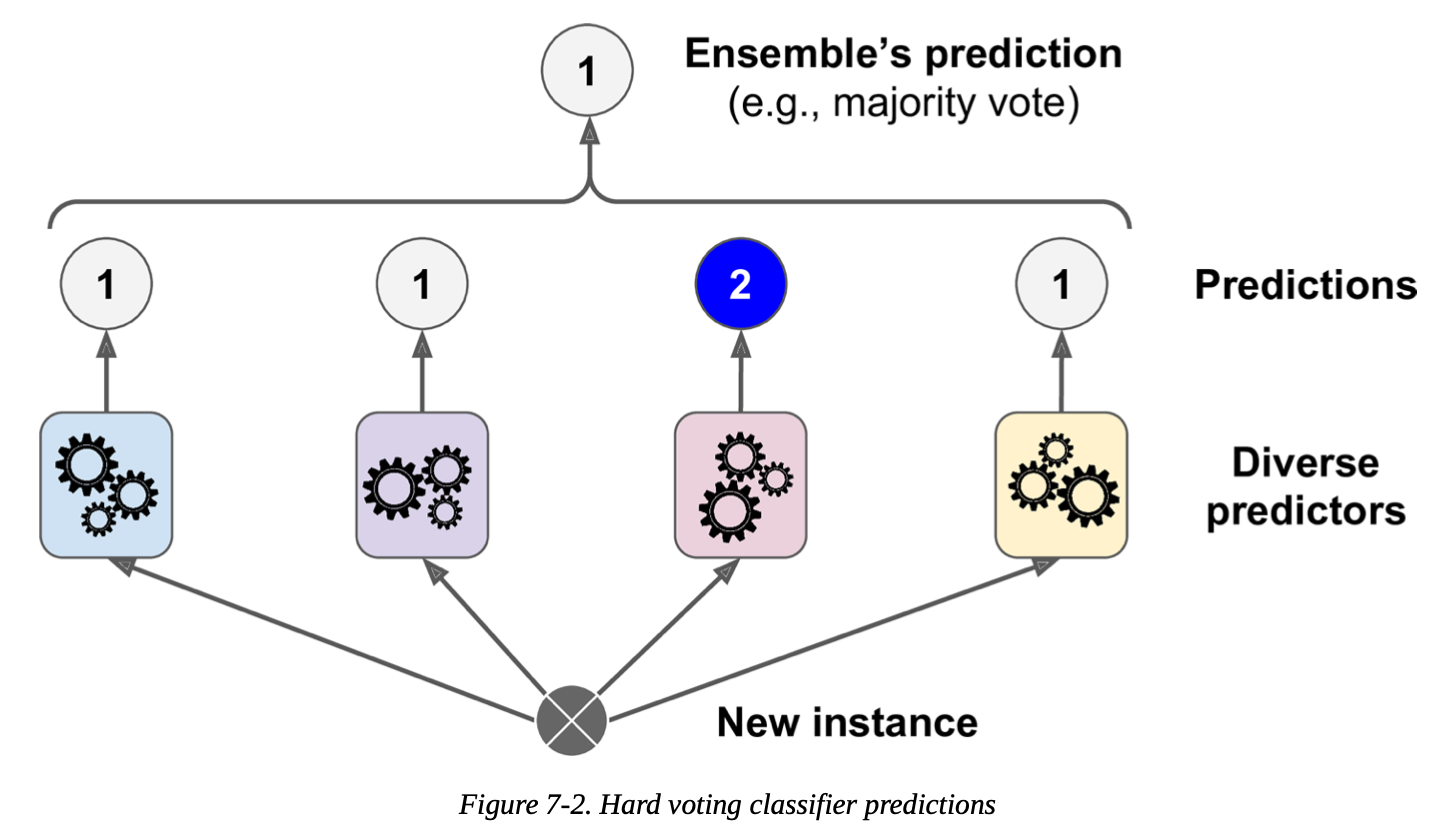 1
Ensemble’s prediction
(e.g., majority vote)
1 1 2 1 Predictions
Diverse
predictors
New instance
Figure 7-2. Hard voting classifier predictions